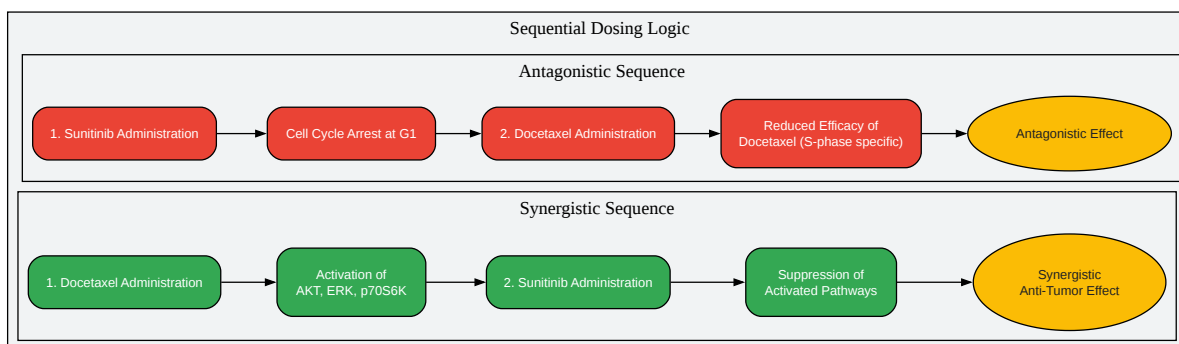 Sequential Dosing Logic
Antagonistic Sequence
1. Sunitinib Administration
Cell Cycle Arrest at G1
2. Docetaxel Administration
Reduced Efficacy of
Docetaxel (S-phase specific)
Antagonistic Effect
Synergistic Sequence
1. Docetaxel Administration
Activation of
AKT, ERK, p70S6K
2. Sunitinib Administration
Suppression of
Activated Pathways
Synergistic
Anti-Tumor Effect